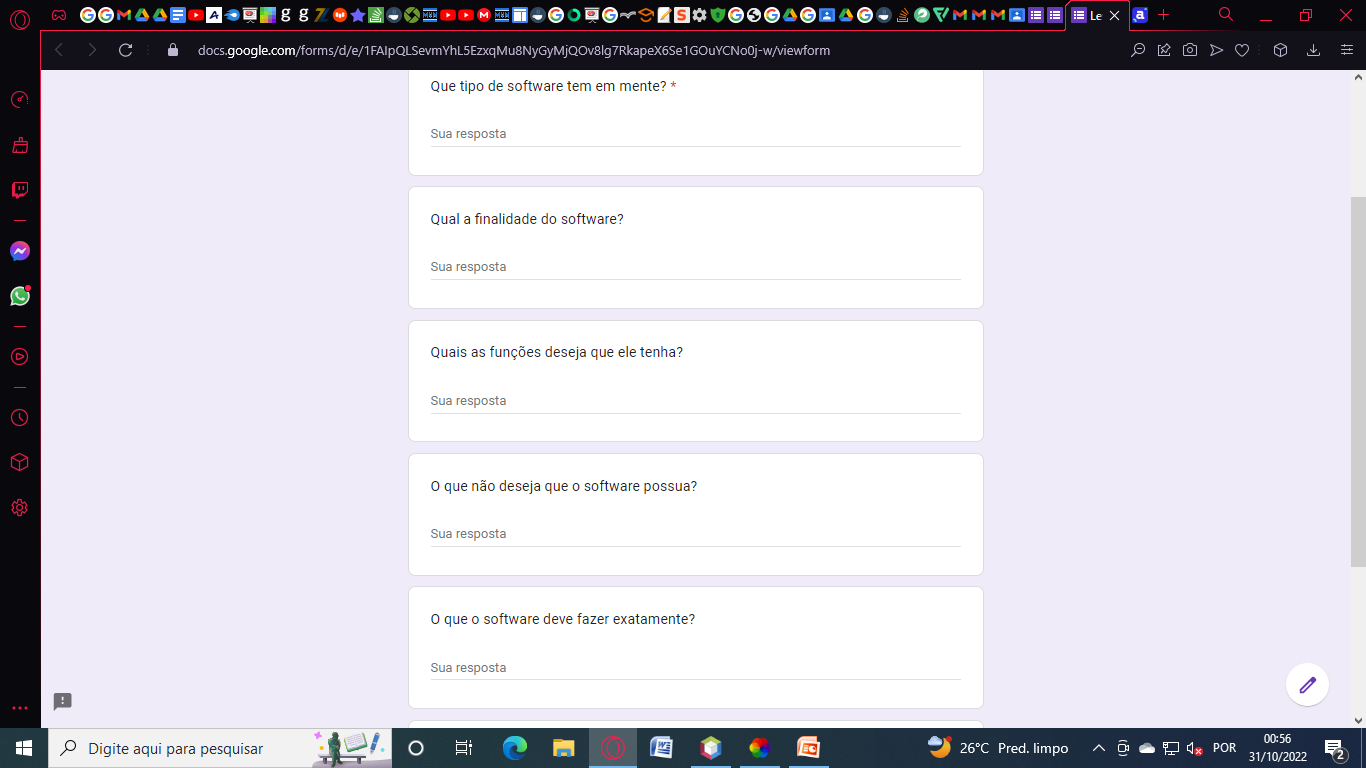 Le
docs.google.com/forms/d/e/1FAIpQLSevmYhL5EzxqMu8NyGyMjQOv8lg7RkapeX6Se1GOuYCNo0j-w/viewform
Que tipo de software tem em mente? *
Sua resposta
Qual a finalidade do software?
Sua resposta
Quais as funções deseja que ele tenha?
Sua resposta
O que não deseja que o software possua?
Sua resposta
O que o software deve fazer exatamente?
Sua resposta
Digite aqui para pesquisar
26°C Pred. limpo
POR
00:56
31/10/2022
2